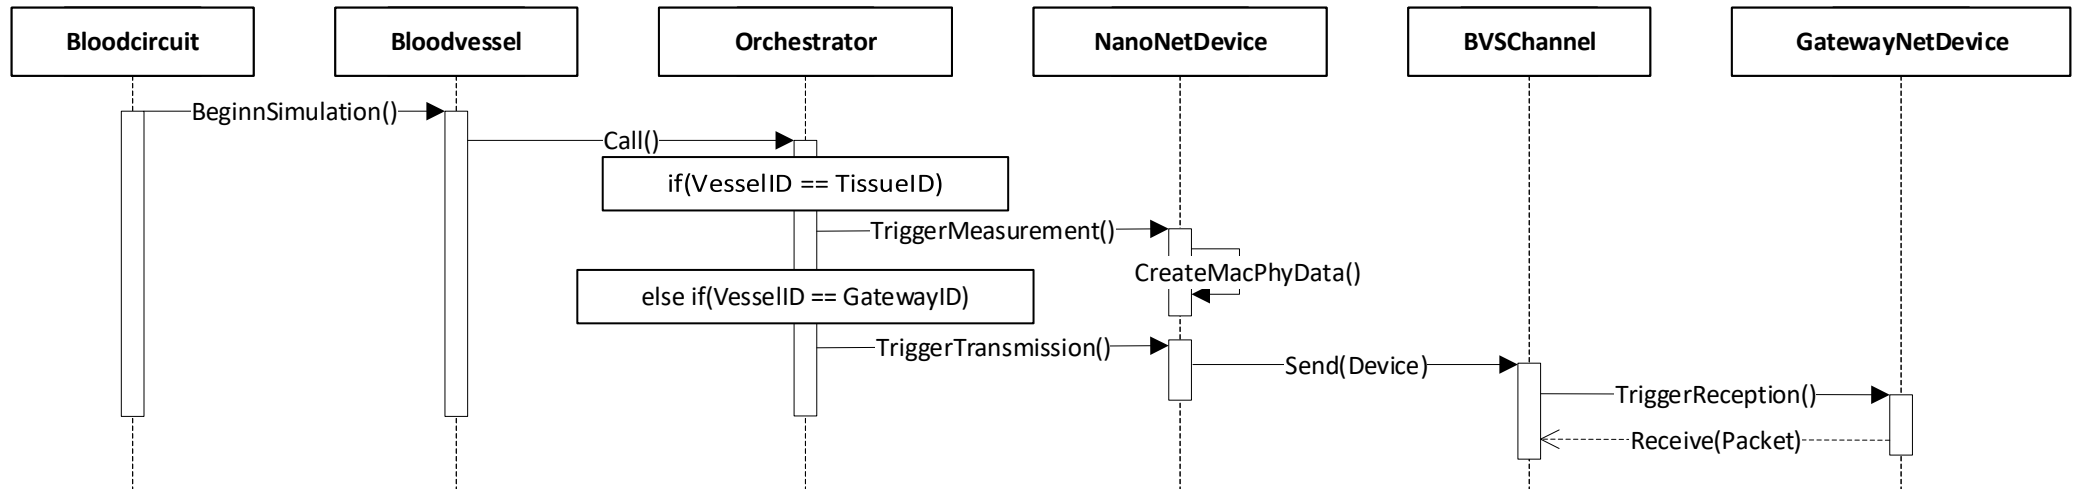 Bloodcircuit
Bloodvessel
Orchestrator
NanoNetDevice
BVSChannel
GatewayNetDevice
BeginnSimulation()
Call()
if(VesselID == TissueID)
TriggerMeasurement()
CreateMacPhyData()
else if(VesselID == GatewayID)
TriggerTransmission()
Send(Device)
TriggerReception()
Receive(Packet)